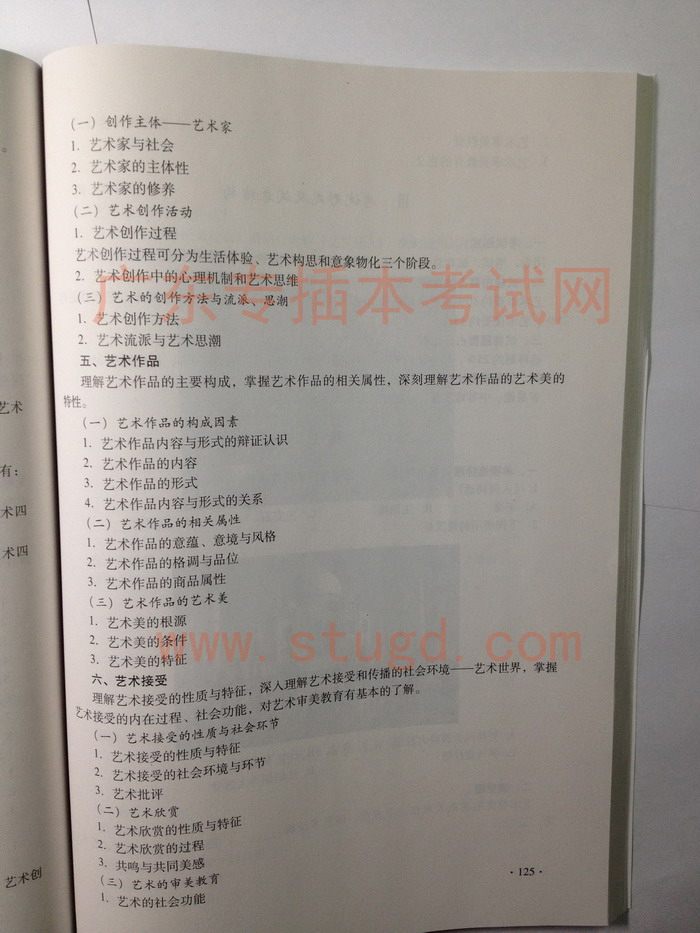 （一）创作主体——艺术家
1. 艺术家与社会
2. 艺术家的主体性
3. 艺术家的修养
（二）艺术创作活动
1. 艺术创作过程
艺术创作过程可分为生活体验、艺术构思和意象物化三个阶段。
2. 艺术创作中的心理机制和艺术思维
广东专插本考试网
（三）艺术的创作方法与流派、思潮
1. 艺术创作方法
2. 艺术流派与艺术思潮
五、艺术作品
理解艺术作品的主要构成，掌握艺术作品的相关属性，深刻理解艺术作品的艺术美的
特性。
（一）艺术作品的构成因素
1. 艺术作品内容与形式的辩证认识
2. 艺术作品的内容
3. 艺术作品的形式
4. 艺术作品内容与形式的关系
（二）艺术作品的相关属性
1. 艺术作品的意蕴、意境与风格
2. 艺术作品的格调与品位
3. 艺术作品的商品属性
（三）艺术作品的艺术美
1. 艺术美的根源
2. 艺术美的条件
www.stugd.com
3. 艺术美的特征
六、艺术接受
理解艺术接受的性质与特征，深入理解艺术接受和传播的社会环境——艺术世界，掌握
艺术接受的内在过程、社会功能，对艺术审美教育有基本的了解。
（一）艺术接受的性质与社会环节
1. 艺术接受的性质与特征
2. 艺术接受的社会环境与环节
3. 艺术批评
（二）艺术欣赏
1. 艺术欣赏的性质与特征
2. 艺术欣赏的过程
3. 共鸣与共同美感
（三）艺术的审美教育
1. 艺术的社会功能
· 125 ·
。
艺术
有：
术四
术四
艺术创